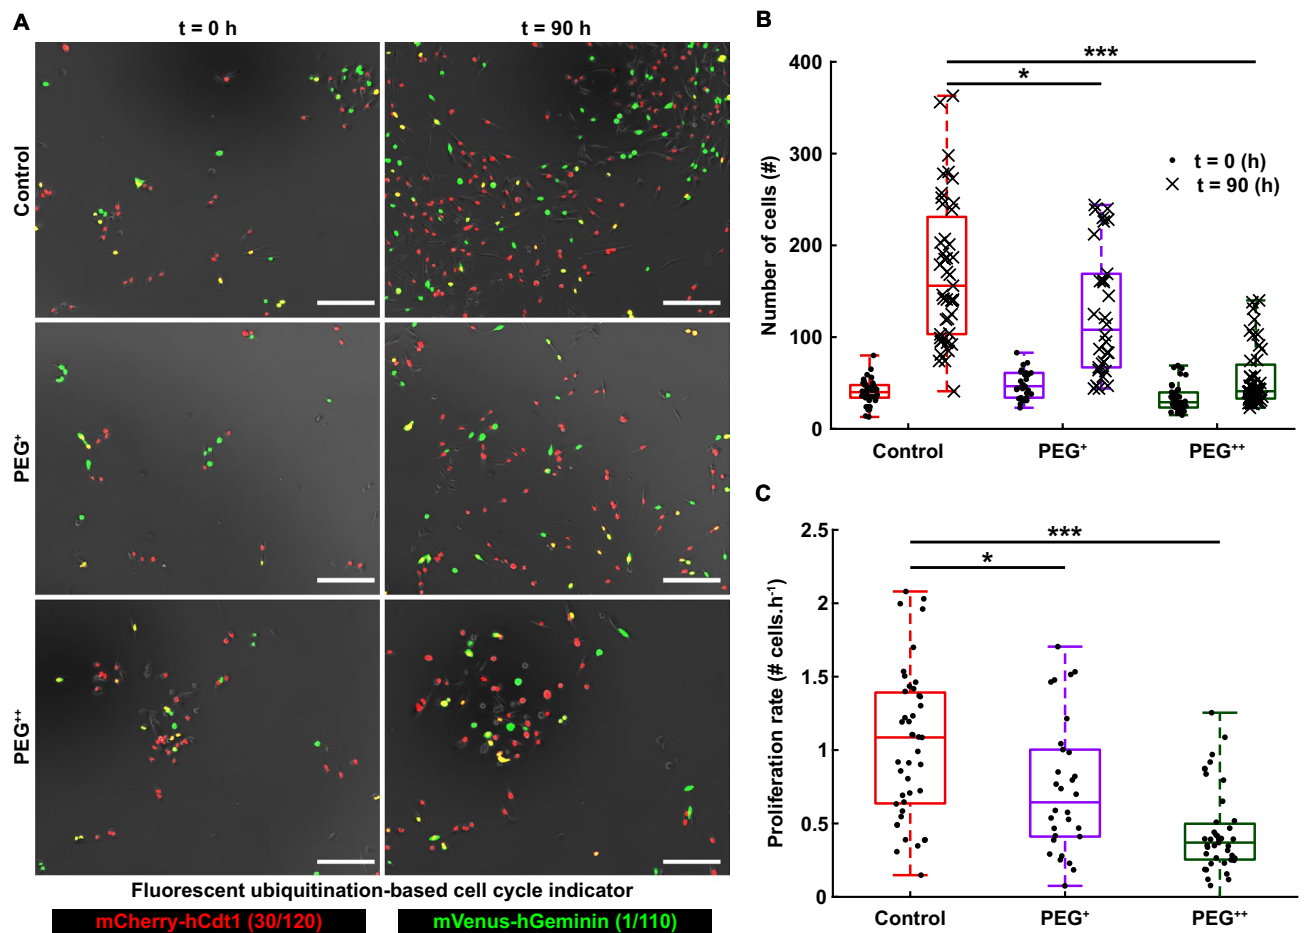 A
t = 0 h
t = 90 h
Control
PEG⁺
PEG⁺⁺
Fluorescent ubiquitination-based cell cycle indicator
mCherry-hCdt1 (30/120)
mVenus-hGeminin (1/110)
B
***
*
400
300
200
100
0
Number of cells (#)
t = 0 (h)
t = 90 (h)
Control
PEG⁺
PEG⁺⁺
C
***
*
2.5
2
1.5
1
0.5
0
Proliferation rate (# cells.h⁻¹)
Control
PEG⁺
PEG⁺⁺